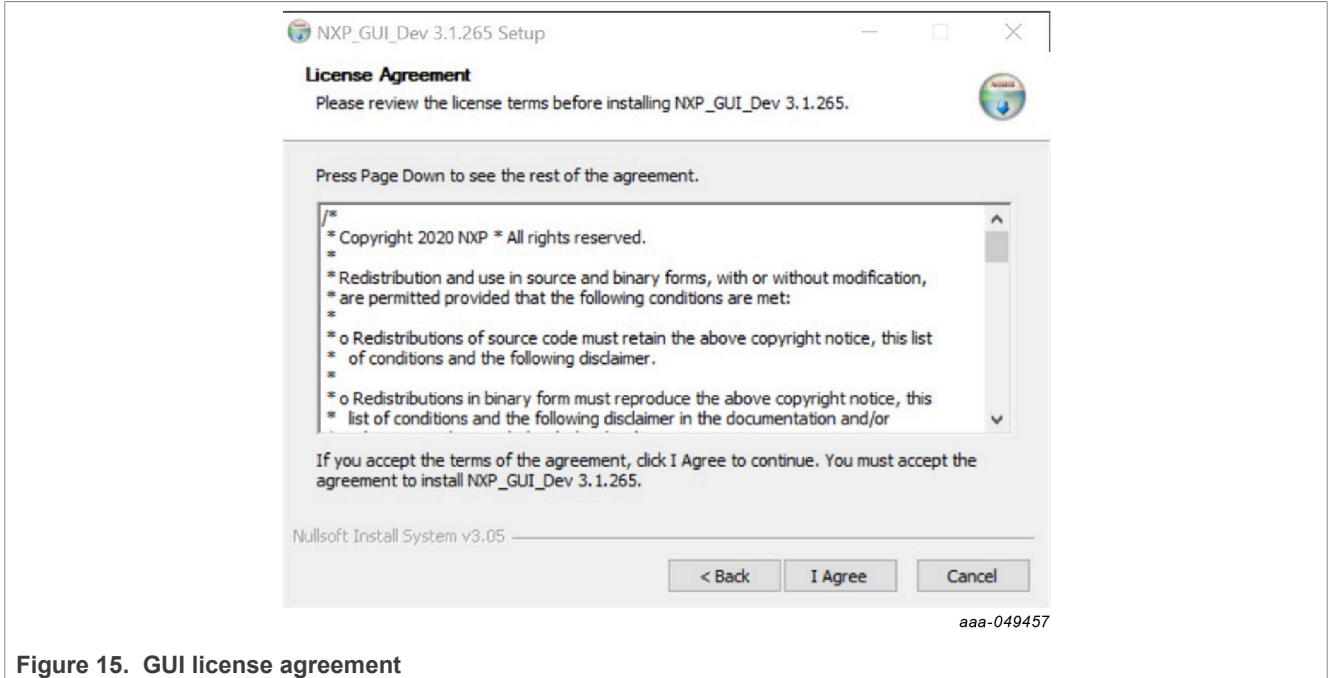 NXP_GUI_Dev 3.1.265 Setup
License Agreement
Please review the license terms before installing NXP_GUI_Dev 3.1.265.
Press Page Down to see the rest of the agreement.
/*
* Copyright 2020 NXP * All rights reserved.
*
* Redistribution and use in source and binary forms, with or without modification,
* are permitted provided that the following conditions are met:
*
* o Redistributions of source code must retain the above copyright notice, this list
* of conditions and the following disclaimer.
*
* o Redistributions in binary form must reproduce the above copyright notice, this
* list of conditions and the following disclaimer in the documentation and/or
If you accept the terms of the agreement, click I Agree to continue. You must accept the
agreement to install NXP_GUI_Dev 3.1.265.
Nullsoft Install System v3.05
< Back I Agree Cancel
aaa-049457
Figure 15. GUI license agreement